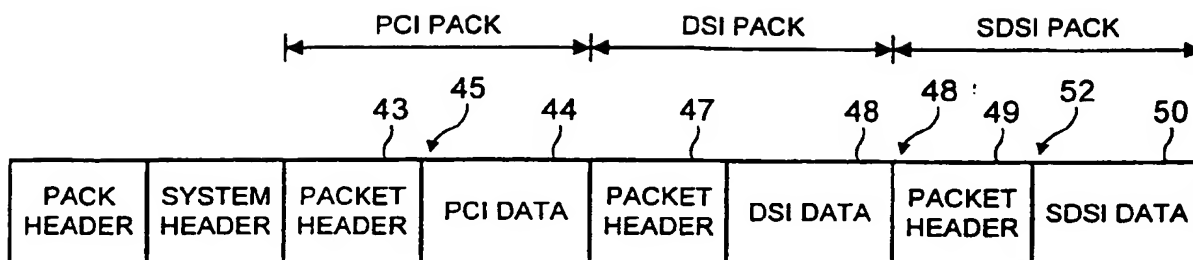 PCI PACK DSI PACK SDSI PACK
43 45 44 47 48 48 49 52 50
PACK HEADER
SYSTEM HEADER
PACKET HEADER
PCI DATA
PACKET HEADER
DSI DATA
PACKET HEADER
SDSI DATA